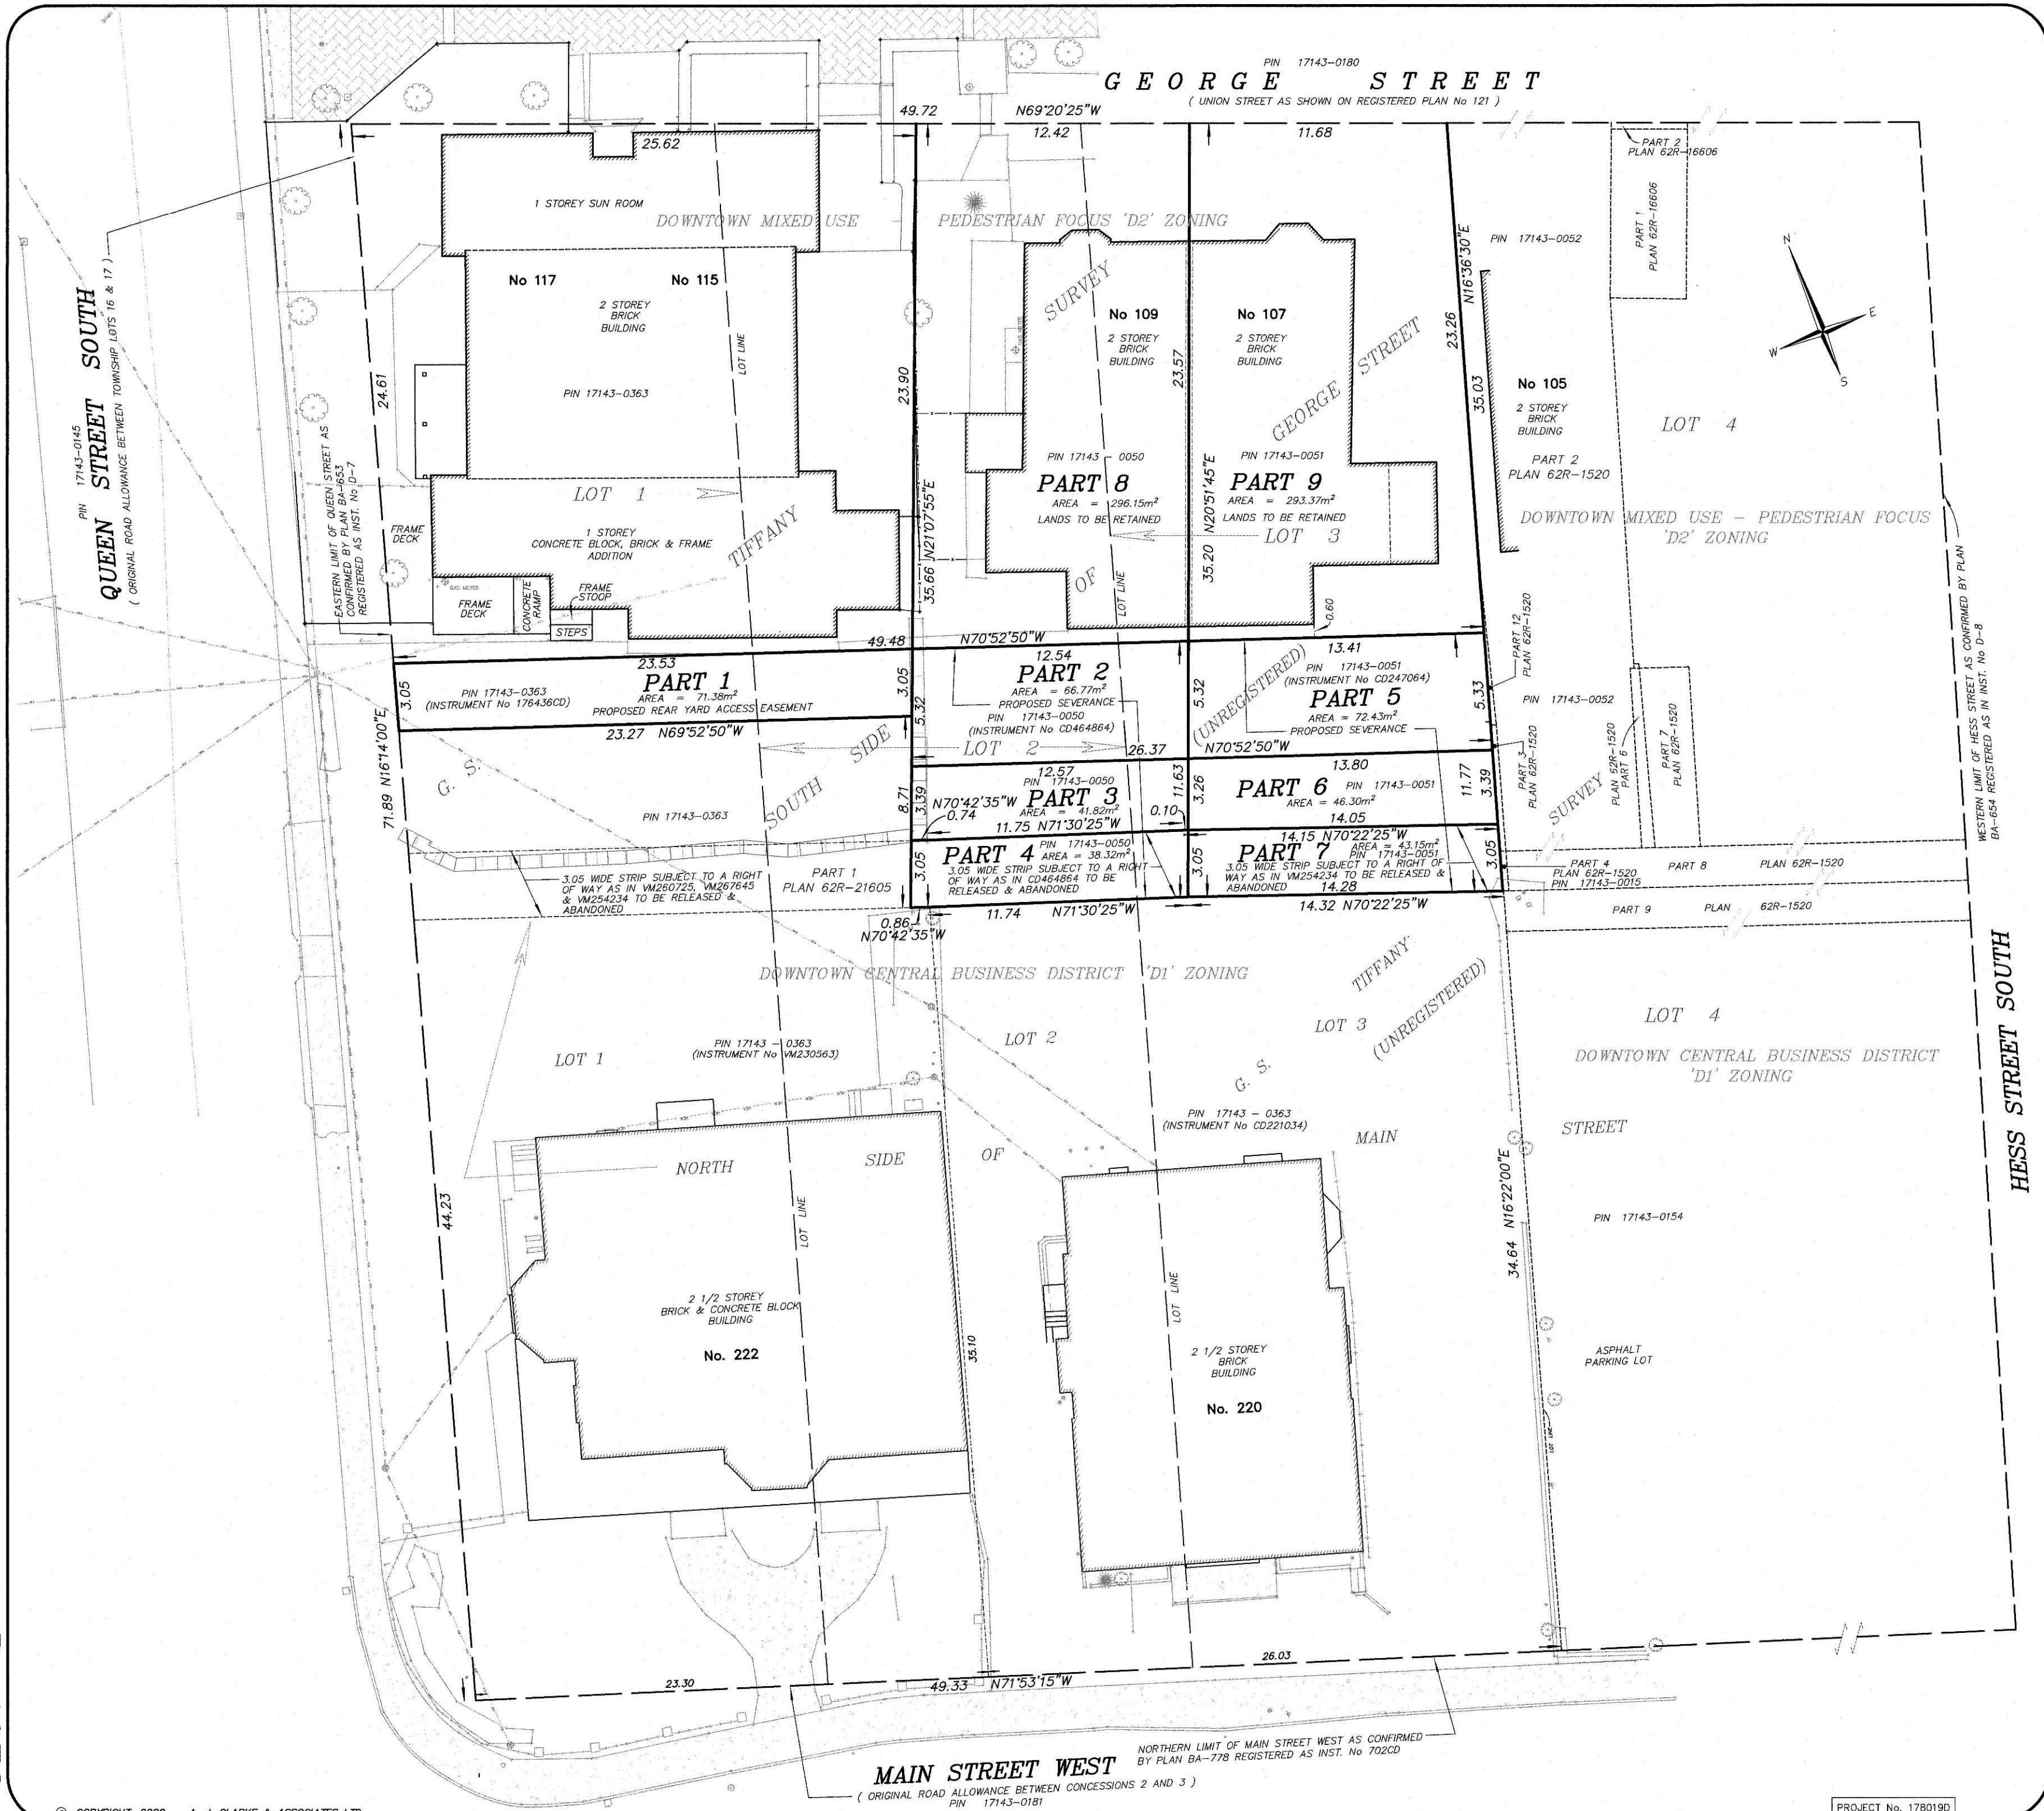 PIN 17143-0180
GEORGE STREET
( UNION STREET AS SHOWN ON REGISTERED PLAN No 121 )
49.72 N69°20'25"W
25.62
12.42
11.68
PART 2
PLAN 62R-16606
PART 1
PLAN 62R-16606
1 STOREY SUN ROOM
DOWNTOWN MIXED USE PEDESTRIAN FOCUS 'D2' ZONING
PIN 17143-0052
N16°36'30"E
N
E
W
S
PIN 17143-0145
QUEEN STREET SOUTH
( ORIGINAL ROAD ALLOWANCE BETWEEN TOWNSHIP LOTS 16 & 17 )
No 117
No 115
2 STOREY
BRICK
BUILDING
LOT LINE
PIN 17143-0363
24.61
EASTERN LIMIT OF QUEEN STREET AS
CONFIRMED BY PLAN BA-653
REGISTERED AS INST. No D-7
23.90
SURVEY
No 109
2 STOREY
BRICK
BUILDING
No 107
2 STOREY
BRICK
BUILDING
23.57
GEORGE STREET
23.26
35.03
No 105
2 STOREY
BRICK
BUILDING
PART 2
PLAN 62R-1520
LOT 4
DOWNTOWN MIXED USE - PEDESTRIAN FOCUS
'D2' ZONING
PIN 17143 - 0050
PART 8
AREA = 296.15m²
LANDS TO BE RETAINED
PIN 17143-0051
PART 9
AREA = 293.37m²
LANDS TO BE RETAINED
LOT 3
35.66 N21°07'55"E
35.20 N20°51'45"E
LOT 1
1 STOREY
CONCRETE BLOCK, BRICK & FRAME
ADDITION
TIFFANY
OF
LOT LINE
FRAME
DECK
GAS METER
FRAME
DECK
CONCRETE
RAMP
FRAME
STOOP
STEPS
0.60
49.48 N70°52'50"W
23.53
PART 1
AREA = 71.38m²
PROPOSED REAR YARD ACCESS EASEMENT
PIN 17143-0363
(INSTRUMENT No 176436CD)
3.05
3.05
23.27 N69°52'50"W
12.54
PART 2
AREA = 66.77m²
PROPOSED SEVERANCE
PIN 17143-0050
(INSTRUMENT No CD464864)
5.32
5.32
(UNREGISTERED)
13.41
PIN 17143-0051
(INSTRUMENT No CD247064)
PART 5
AREA = 72.43m²
PROPOSED SEVERANCE
5.33
PART 12
PLAN 62R-1520
PIN 17143-0052
PART 3
PLAN 62R-1520
PLAN 62R-1520
PART 6
PART 7
PLAN 62R-1520
SURVEY
WESTERN LIMIT OF HESS STREET AS CONFIRMED BY PLAN
BA-654 REGISTERED AS IN INST. No D-8
LOT 2
26.37 N70°52'50"W
71.89 N16°14'00"E
G. S.
SOUTH SIDE
PIN 17143-0363
8.71
3.39
12.57
PIN 17143-0050
PART 3
AREA = 41.82m²
N70°42'35"W
0.74
11.75 N71°30'25"W
0.10
11.63
3.26
13.80
PART 6 PIN 17143-0051
AREA = 46.30m²
14.05
11.77
3.39
3.05 WIDE STRIP SUBJECT TO A RIGHT
OF WAY AS IN VM260725, VM267645
& VM254234 TO BE RELEASED &
ABANDONED
PART 1
PLAN 62R-21605
3.05
PART 4
PIN 17143-0050
AREA = 38.32m²
3.05 WIDE STRIP SUBJECT TO A RIGHT
OF WAY AS IN CD464864 TO BE
RELEASED & ABANDONED
3.05
14.15 N70°22'25"W
PART 7
AREA = 43.15m²
PIN 17143-0051
3.05 WIDE STRIP SUBJECT TO A RIGHT OF
WAY AS IN VM254234 TO BE RELEASED &
ABANDONED
14.28
3.05
PART 4
PLAN 62R-1520
PIN 17143-0015
PART 8 PLAN 62R-1520
PART 9 PLAN 62R-1520
0.86
N70°42'35"W
11.74 N71°30'25"W
14.32 N70°22'25"W
DOWNTOWN CENTRAL BUSINESS DISTRICT 'D1' ZONING
TIFFANY
(UNREGISTERED)
LOT 1
PIN 17143 - 0363
(INSTRUMENT No VM230563)
LOT 2
LOT 3
G. S.
LOT 4
DOWNTOWN CENTRAL BUSINESS DISTRICT
'D1' ZONING
HESS STREET SOUTH
PIN 17143 - 0363
(INSTRUMENT No CD221034)
NORTH SIDE OF MAIN STREET
44.23
LOT LINE
LOT LINE
34.64 N16°22'00"E
PIN 17143-0154
2 1/2 STOREY
BRICK & CONCRETE BLOCK
BUILDING
No. 222
35.10
2 1/2 STOREY
BRICK
BUILDING
No. 220
ASPHALT
PARKING LOT
LOT LINE
23.30
49.33 N71°53'15"W
26.03
MAIN STREET WEST
( ORIGINAL ROAD ALLOWANCE BETWEEN CONCESSIONS 2 AND 3 )
PIN 17143-0181
NORTHERN LIMIT OF MAIN STREET WEST AS CONFIRMED
BY PLAN BA-778 REGISTERED AS INST. No 702CD
PROJECT No. 178019D